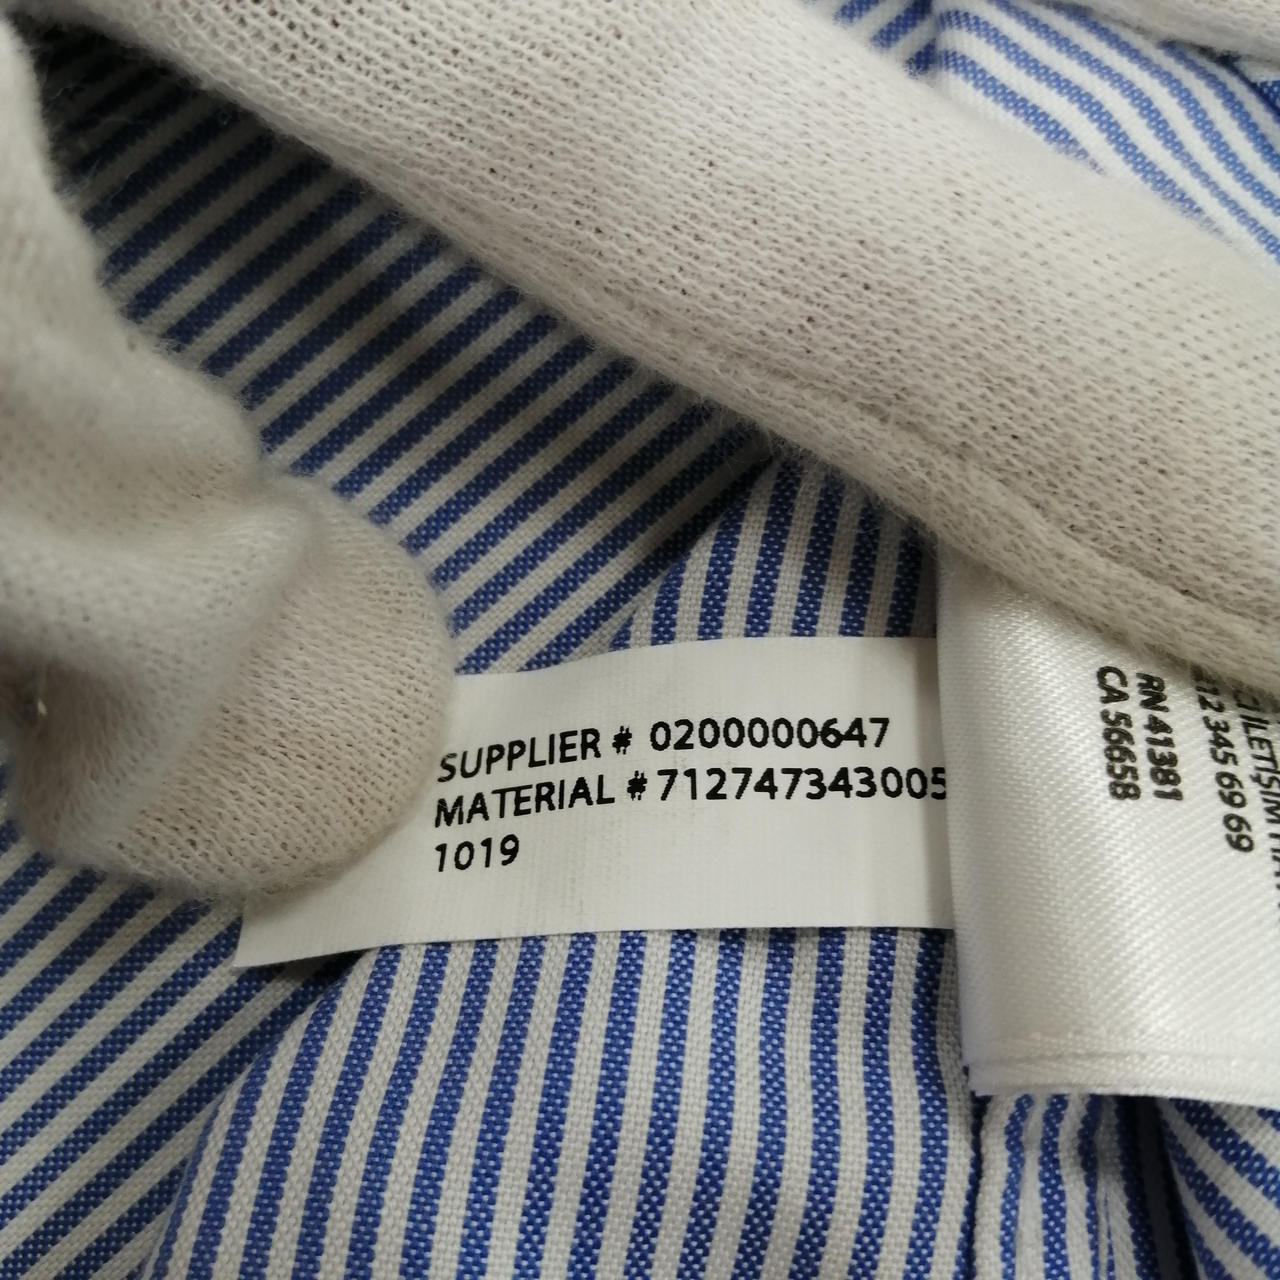 SUPPLIER # 0200000647
MATERIAL # 712747343005
1019
RN 41381
CA 56658